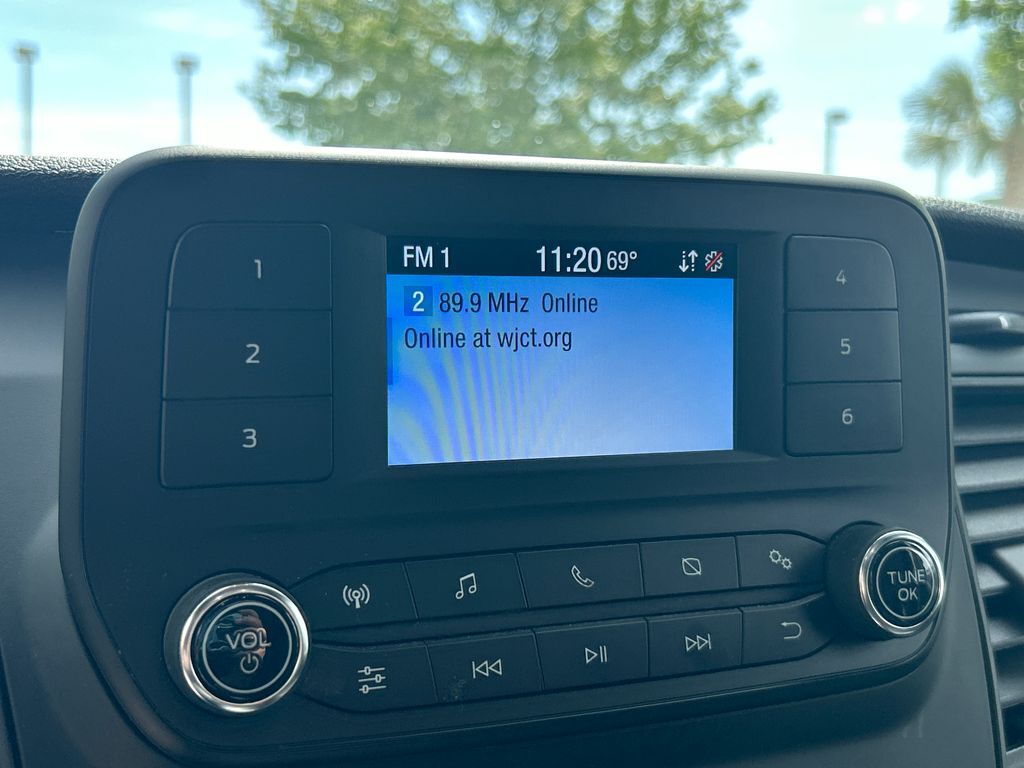 FM 1 11:20 69°
2 89.9 MHz Online
Online at wjct.org
1
2
3
4
5
6
VOL
TUNE
OK